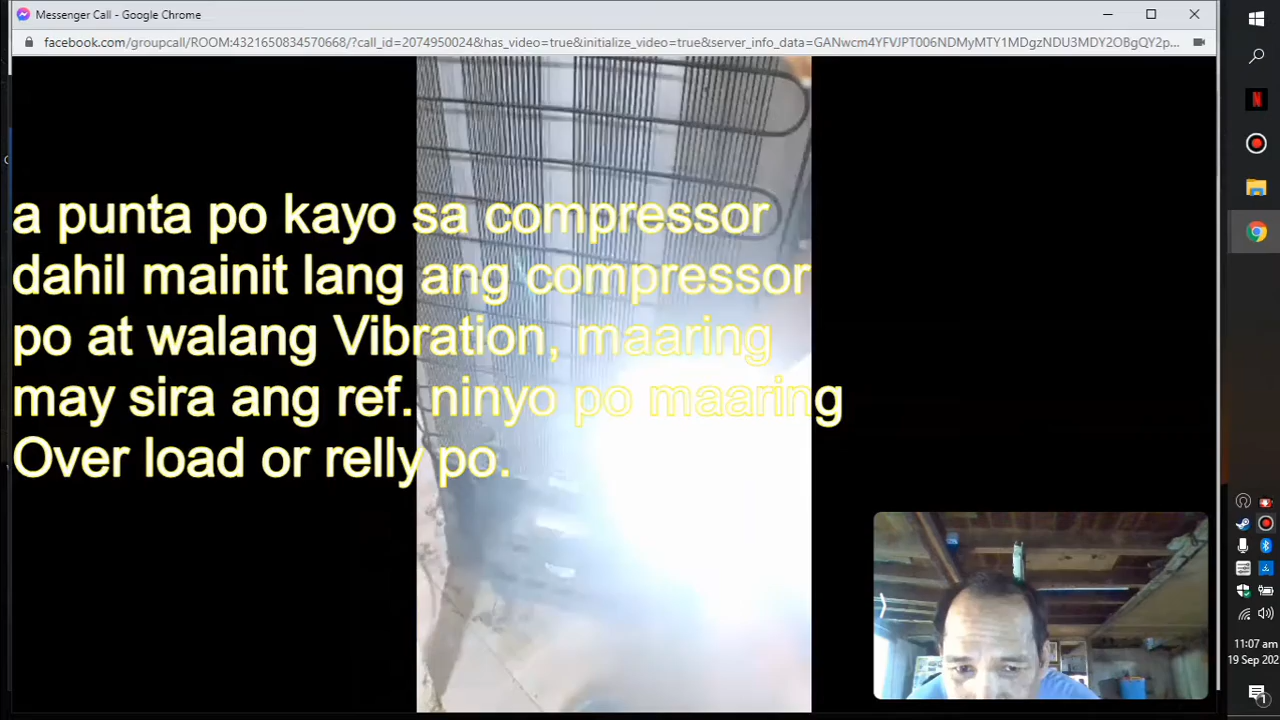 Messenger Call - Google Chrome
facebook.com/groupcall/ROOM:4321650834570668/?call_id=2074950024&has_video=true&initialize_video=true&server_info_data=GANwcm4YFVJPT006NDMyMTY1MDgzNDU3MDY2OBgQY2p...
a punta po kayo sa compressor
dahil mainit lang ang compressor
po at walang Vibration, maaring
may sira ang ref. ninyo po maaring
Over load or relly po.
11:07 am
19 Sep 202
1